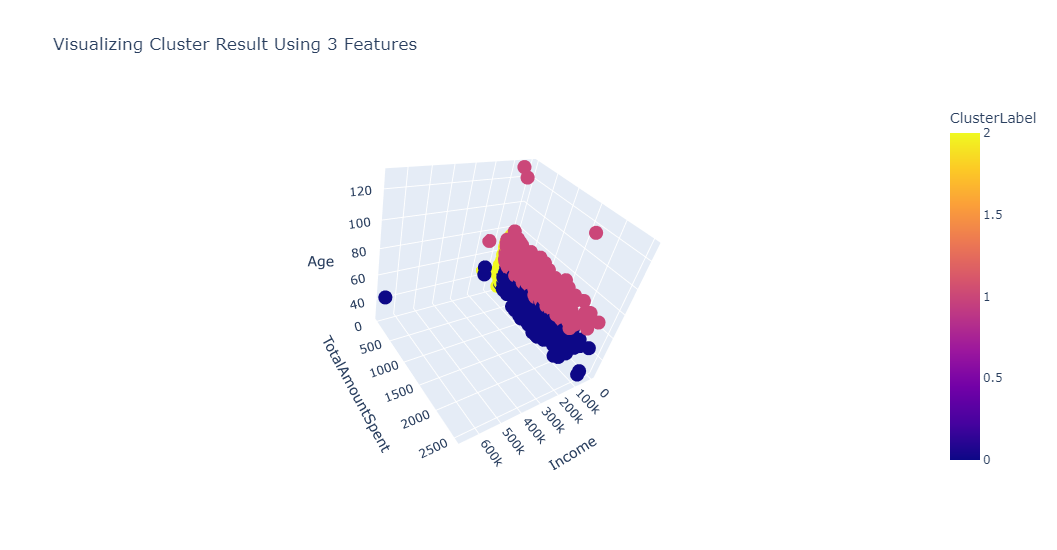 Visualizing Cluster Result Using 3 Features
ClusterLabel
2
1.5
1
0.5
0
Age
120
100
80
60
40
TotalAmountSpent
0
500
1000
1500
2000
2500
Income
600k
500k
400k
300k
200k
100k
0